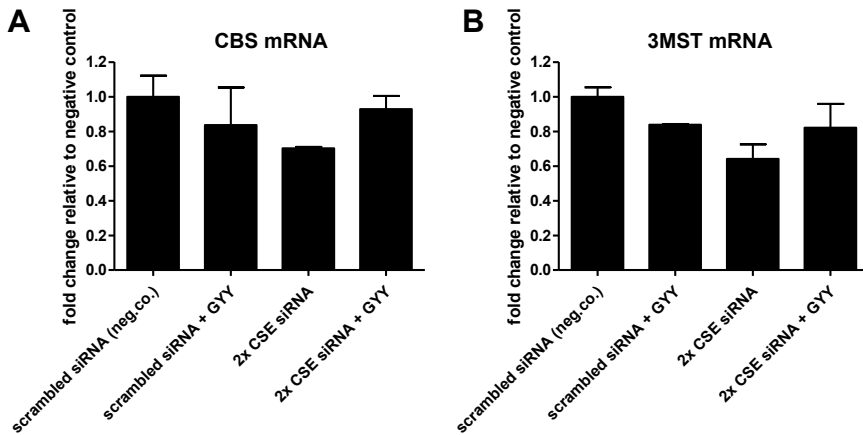 A
CBS mRNA
fold change relative to negative control
1.2
1.0
0.8
0.6
0.4
0.2
0.0
scrambled siRNA (neg.co.)
scrambled siRNA + GYY
2x CSE siRNA
2x CSE siRNA + GYY
B
3MST mRNA
fold change relative to negative control
1.2
1.0
0.8
0.6
0.4
0.2
0.0
scrambled siRNA (neg.co.)
scrambled siRNA + GYY
2x CSE siRNA
2x CSE siRNA + GYY